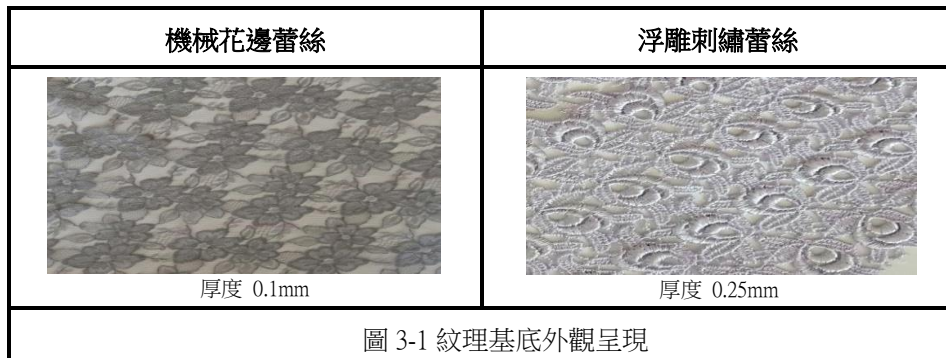 機械花邊蕾絲
浮雕刺繡蕾絲
厚度 0.1mm
厚度 0.25mm
圖 3-1 紋理基底外觀呈現